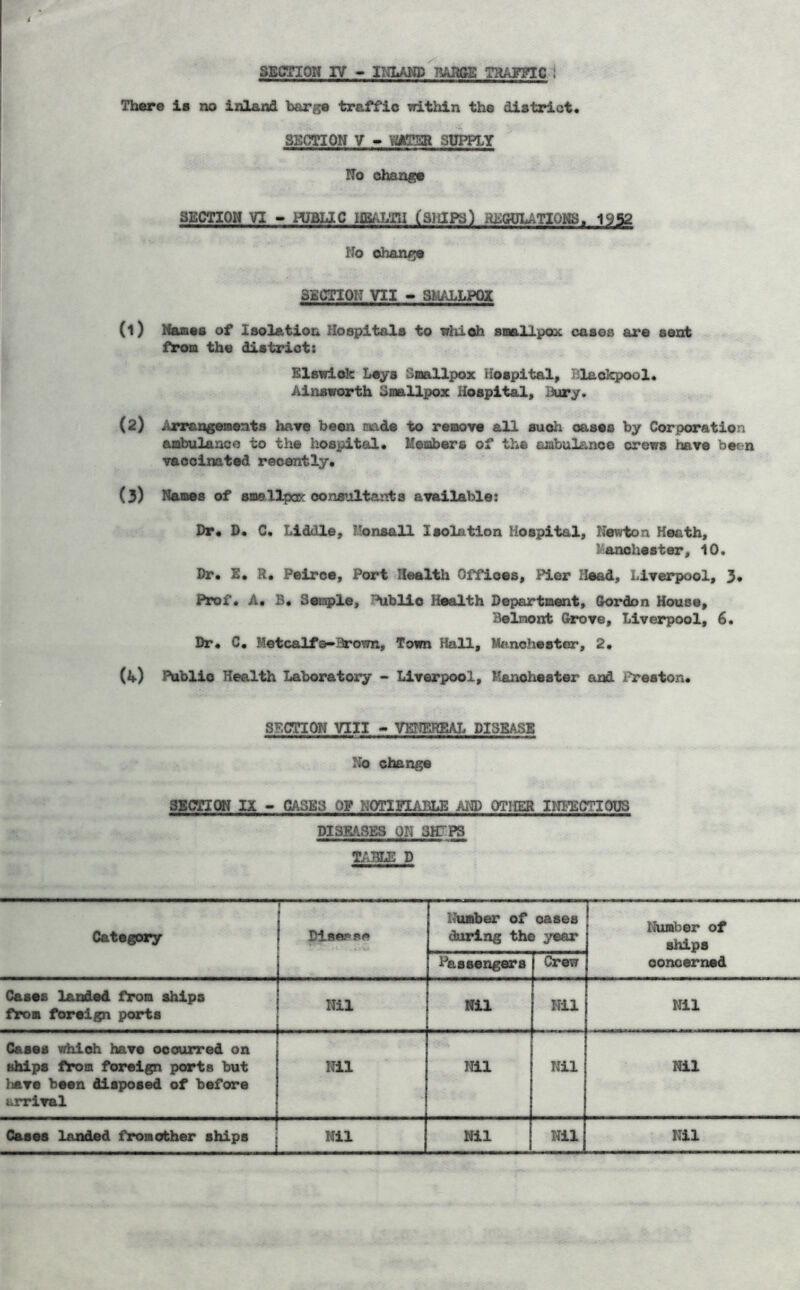 SECTION IV - INLAND BARGE TRAFFIC
There is no inland barge traffic within the district.
SECTION V - WATER SUPPLY
No change
SECTION VI - PUBLIC HEALTH (SHIPS) REGULATIONS, 1952
No change
SECTION VII - SMALLPOX
(1) Names of Isolation Hospitals to which smallpox cases are sent
from the district:
Elswick Leys Smallpox Hospital, Blackpool.
Ainsworth Smallpox Hospital, Bury.
(2) Arrangements have been made to remove all such cases by Corporation
ambulance to the hospital. Members of the ambulance crews have been
vaccinated recently.
(3) Names of smallpox consultants available:
Dr. D. C. Liddle, Monsall Isolation Hospital, Newton Heath,
Manchester, 10.
Dr. E. R. Peirce, Port Health Offices, Pier Head, Liverpool, 3.
Prof. A. B. Semple, Public Health Department, Gordon House,
Belmont Grove, Liverpool, 6.
Dr. C. Metcalfe-Brown, Town Hall, Manchester, 2.
(4) Public Health Laboratory - Liverpool, Manchester and Preston.
SECTION VIII - VENEREAL DISEASE
No change
SECTION IX - CASES OF NOTIFIABLE AND OTHER INFECTIOUS
DISEASES ON SHIPS
TABLE D
Category Disease Number of cases during the year Number of ships concerned
Passengers Crew
Cases landed from ships
from foreign ports Nil Nil Nil Nil
Cases which have occurred on
ships from foreign ports but
have been disposed of before
arrival Nil Nil Nil Nil
Cases landed from other ships Nil Nil Nil Nil